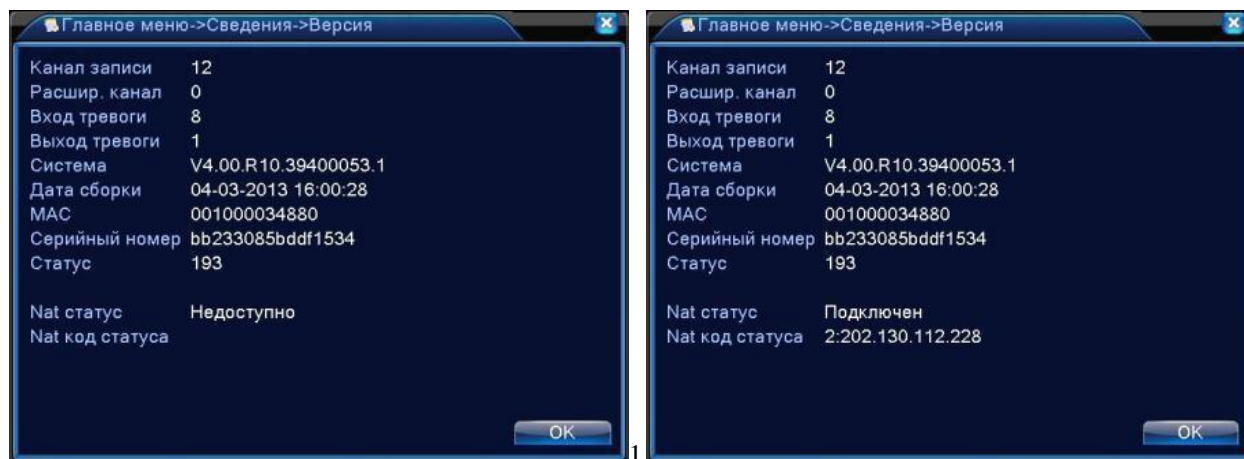 Главное меню->Сведения->Версия
Канал записи 12
Расшир. канал 0
Вход тревоги 8
Выход тревоги 1
Система V4.00.R10.39400053.1
Дата сборки 04-03-2013 16:00:28
MAC 001000034880
Серийный номер bb233085bddf1534
Статус 193
Nat статус Недоступно
Nat код статуса
OK
1
Главное меню->Сведения->Версия
Канал записи 12
Расшир. канал 0
Вход тревоги 8
Выход тревоги 1
Система V4.00.R10.39400053.1
Дата сборки 04-03-2013 16:00:28
MAC 001000034880
Серийный номер bb233085bddf1534
Статус 193
Nat статус Подключен
Nat код статуса 2:202.130.112.228
OK